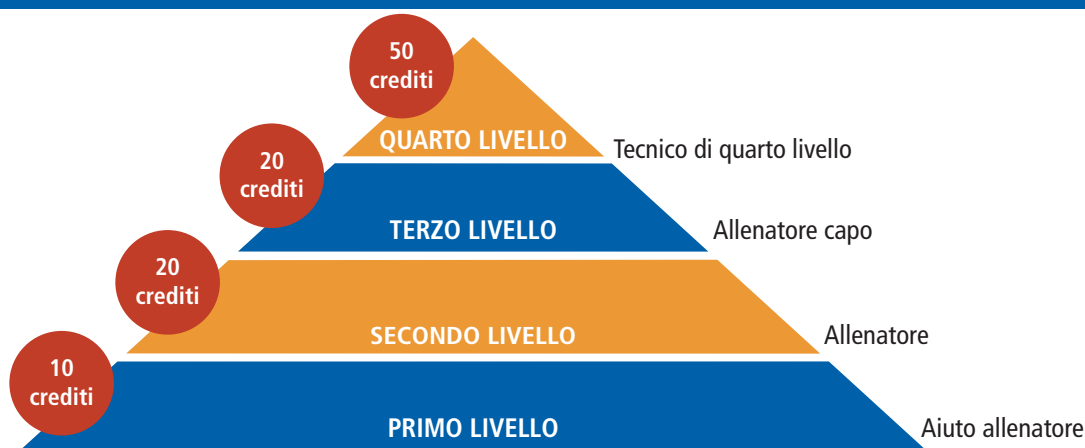 50
crediti
QUARTO LIVELLO
Tecnico di quarto livello
20
crediti
TERZO LIVELLO
Allenatore capo
20
crediti
SECONDO LIVELLO
Allenatore
10
crediti
PRIMO LIVELLO
Aiuto allenatore